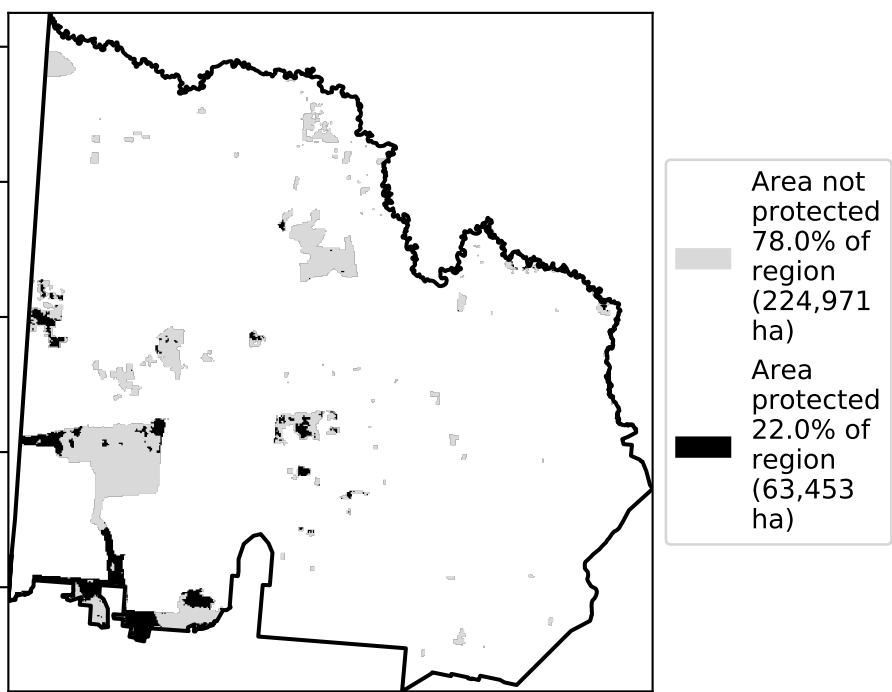 Area not
protected
78.0% of
region
(224,971
ha)
Area
protected
22.0% of
region
(63,453
ha)